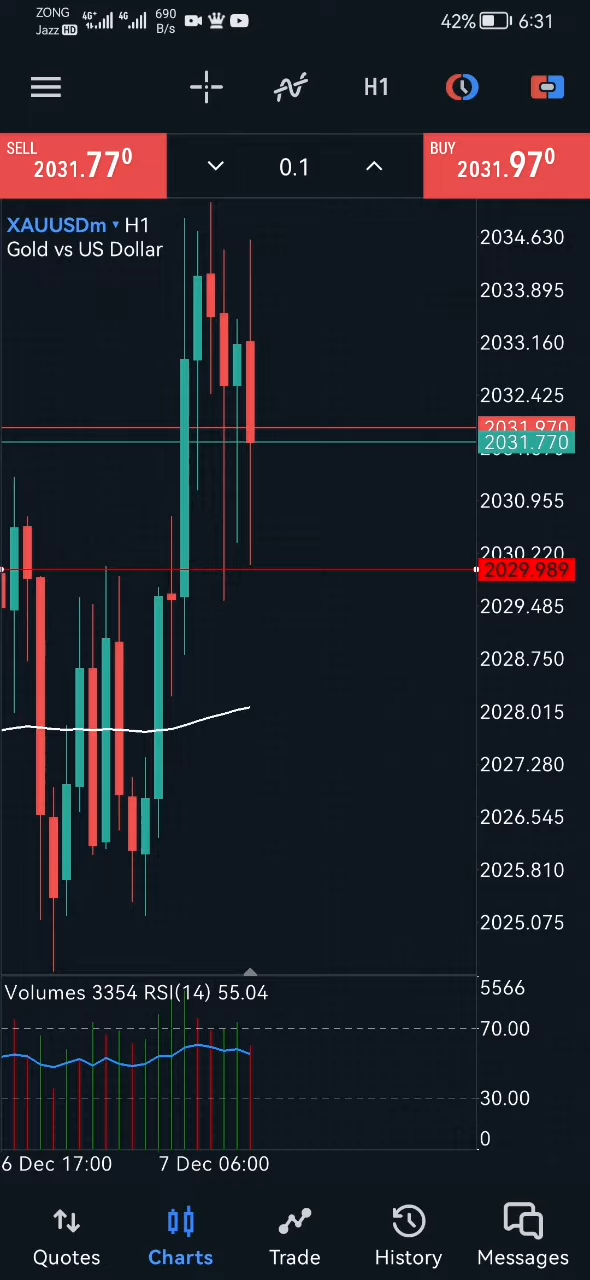 ZONG
Jazz HD
4G+
4G
690
B/s
42%
6:31
H1
SELL
2031.770
0.1
BUY
2031.970
XAUUSDm ▾ H1
Gold vs US Dollar
2034.630
2033.895
2033.160
2032.425
2031.970
2031.770
2030.955
2030.220
2029.989
2029.485
2028.750
2028.015
2027.280
2026.545
2025.810
2025.075
Volumes 3354 RSI(14) 55.04
5566
70.00
30.00
0
6 Dec 17:00
7 Dec 06:00
Quotes
Charts
Trade
History
Messages